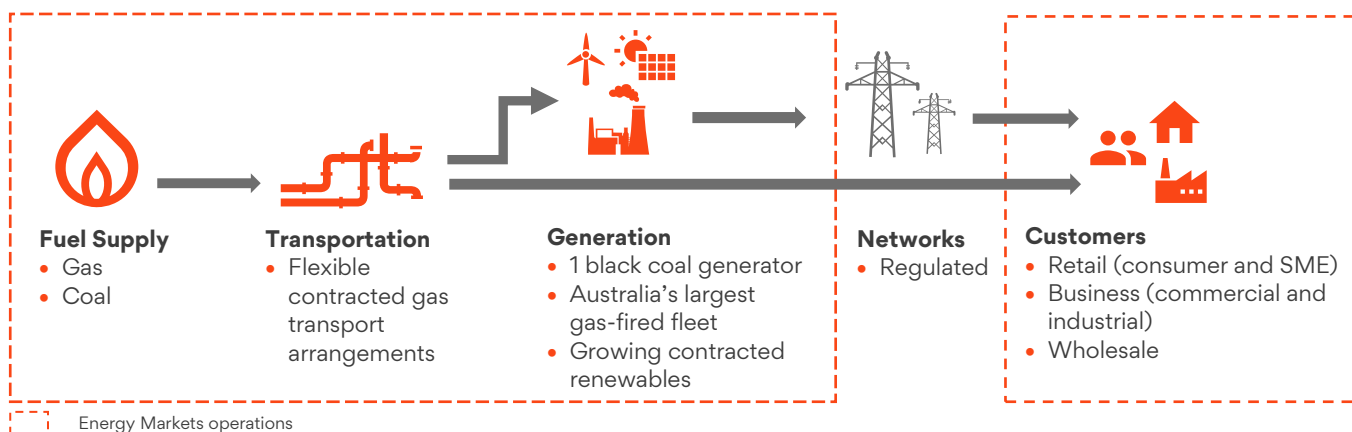 Fuel Supply
• Gas
• Coal
Transportation
• Flexible
contracted gas
transport
arrangements
Generation
• 1 black coal generator
• Australia’s largest
gas-fired fleet
• Growing contracted
renewables
Networks
• Regulated
Customers
• Retail (consumer and SME)
• Business (commercial and
industrial)
• Wholesale
Energy Markets operations